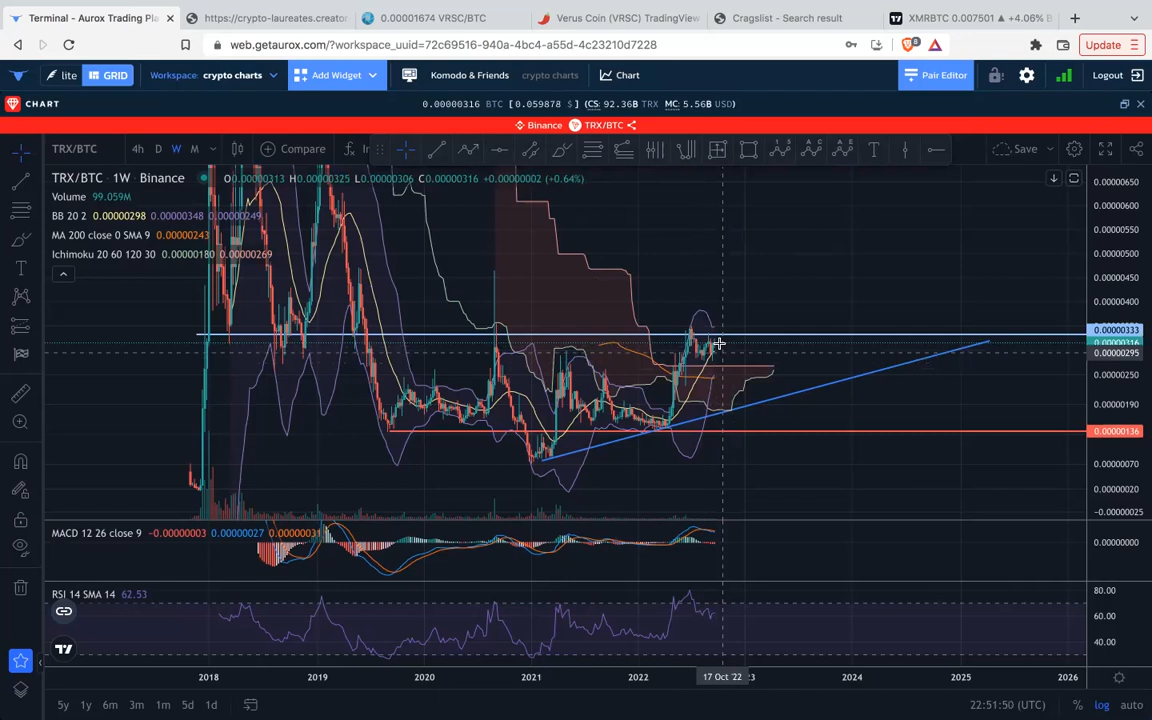 Terminal - Aurox Trading Pla
https://crypto-laureates.creator
0.00001674 VRSC/BTC
Verus Coin (VRSC) TradingView
Cragslist - Search result
XMRBTC 0.007501 ▲ +4.06% B
web.getaurox.com/?workspace_uuid=72c69516-940a-4bc4-a55d-4c23210d7228
8
Update
lite
GRID
Workspace: crypto charts
Add Widget
Komodo & Friends
crypto charts
Chart
Pair Editor
Logout
CHART
0.00000316 BTC [0.059878 $] (CS: 92.36B TRX MC: 5.56B USD)
Binance TRX/BTC
TRX/BTC
4h D W M
Compare
In
Save
TRX/BTC · 1W · Binance
O0.00000313 H0.00000325 L0.00000306 C0.00000316 +0.00000002 (+0.64%)
Volume 99.059M
BB 20 2 0.00000298 0.00000348 0.00000249
MA 200 close 0 SMA 9 0.00000243
Ichimoku 20 60 120 30 0.00000180 0.00000269
0.00000650
0.00000600
0.00000550
0.00000500
0.00000450
0.00000400
0.00000333
0.00000316
0.00000295
0.00000250
0.00000190
0.00000136
0.00000070
0.00000020
−0.00000025
MACD 12 26 close 9 −0.00000003 0.00000027 0.00000031
0.00000000
RSI 14 SMA 14 62.53
80.00
60.00
40.00
2018 2019 2020 2021 2022 17 Oct '22 2024 2025 2026
5y 1y 6m 3m 1m 5d 1d
22:51:50 (UTC)
% log auto